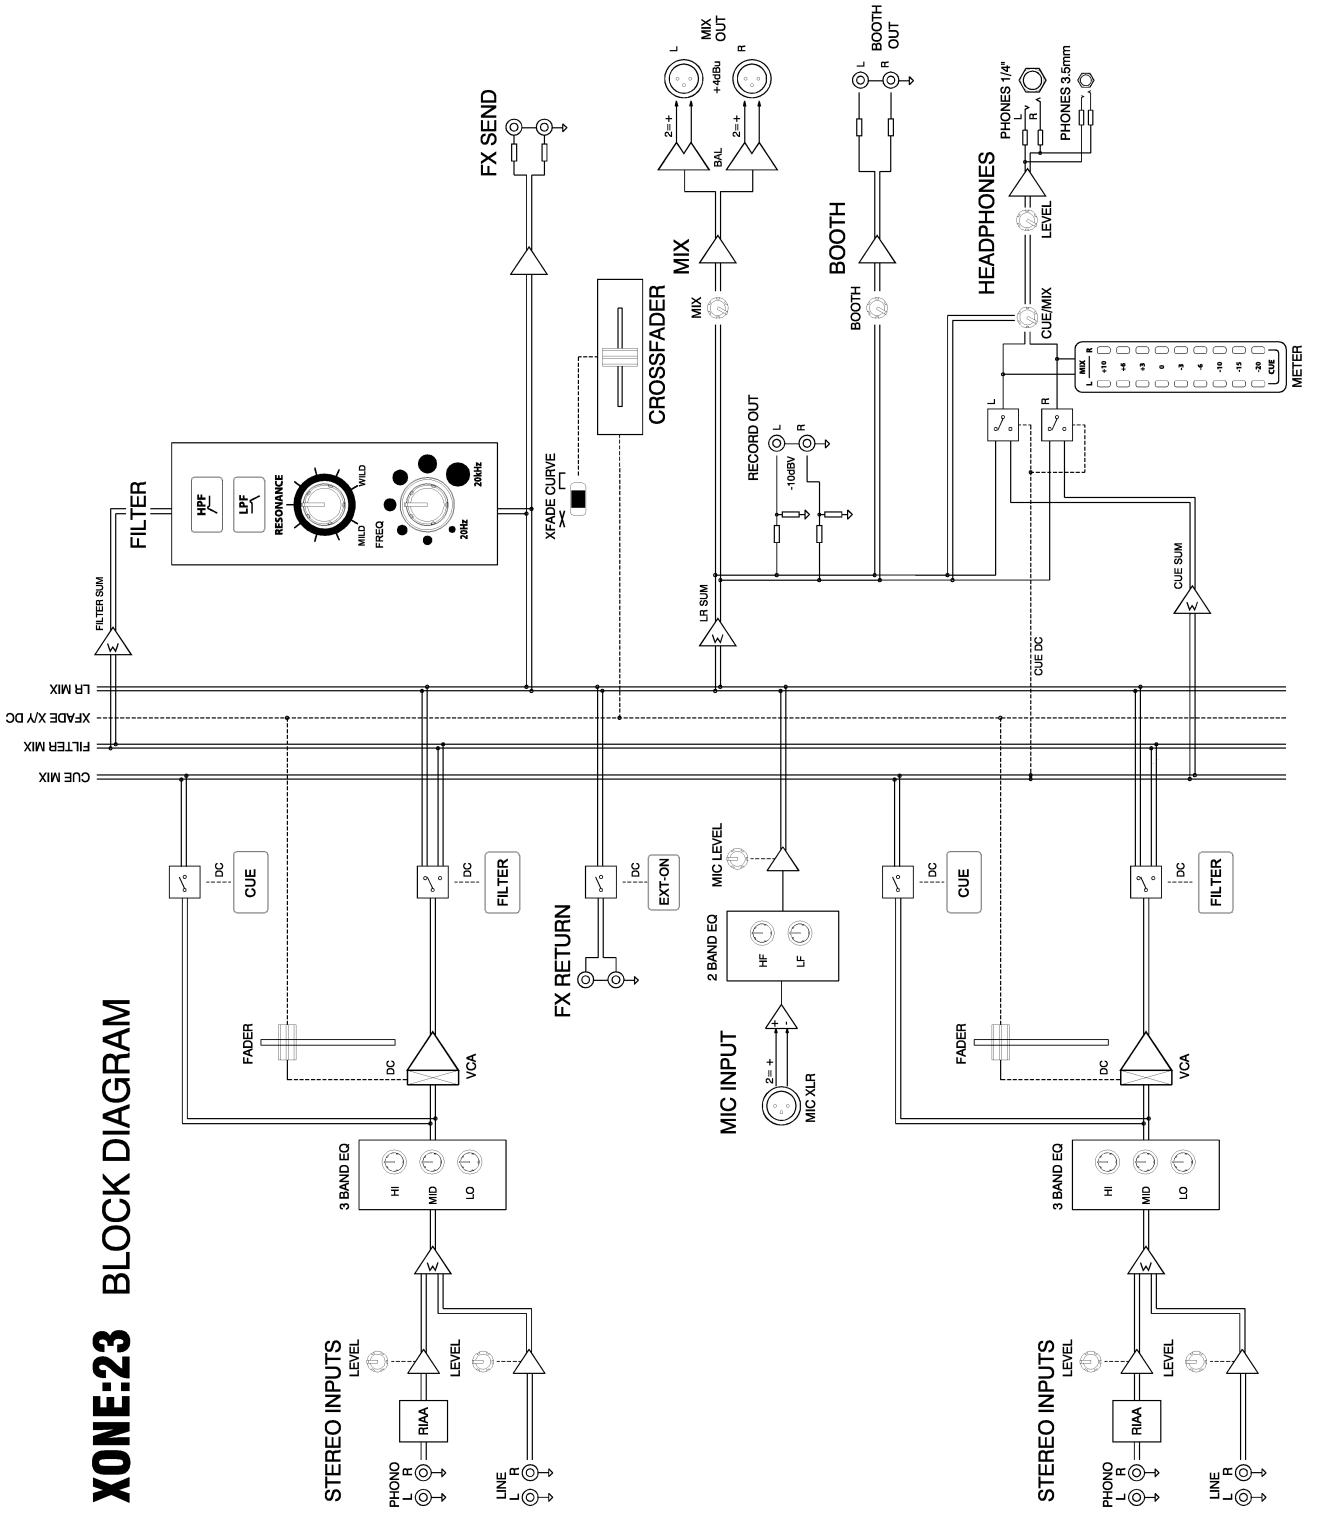 XONE:23 BLOCK DIAGRAM
STEREO INPUTS
PHONO
L
R
RIAA
LEVEL
LINE
L
R
LEVEL
3 BAND EQ
HI
MID
LO
VCA
DC
FADER
DC
CUE
DC
FILTER
FX RETURN
DC
EXT-ON
MIC INPUT
MIC XLR
2= +
+
-
2 BAND EQ
HF
LF
MIC LEVEL
STEREO INPUTS
PHONO
L
R
RIAA
LEVEL
LINE
L
R
LEVEL
3 BAND EQ
HI
MID
LO
VCA
DC
FADER
DC
CUE
DC
FILTER
CUE MIX
FILTER MIX
XFADE X/Y DC
LR MIX
FILTER SUM
FILTER
HPF
LPF
RESONANCE
MILD
WILD
FREQ
20Hz
20kHz
FX SEND
XFADE CURVE
CROSSFADER
LR SUM
MIX
MIX
BAL
2=+
2=+
+4dBu
L
R
MIX
OUT
RECORD OUT
-10dBV
L
R
BOOTH
BOOTH
L
R
BOOTH
OUT
CUE DC
CUE SUM
L
R
METER
MIX
L
R
+10
+6
+3
0
-3
-6
-10
-15
-20
CUE
CUE/MIX
HEADPHONES
LEVEL
PHONES 1/4"
L
R
PHONES 3.5mm